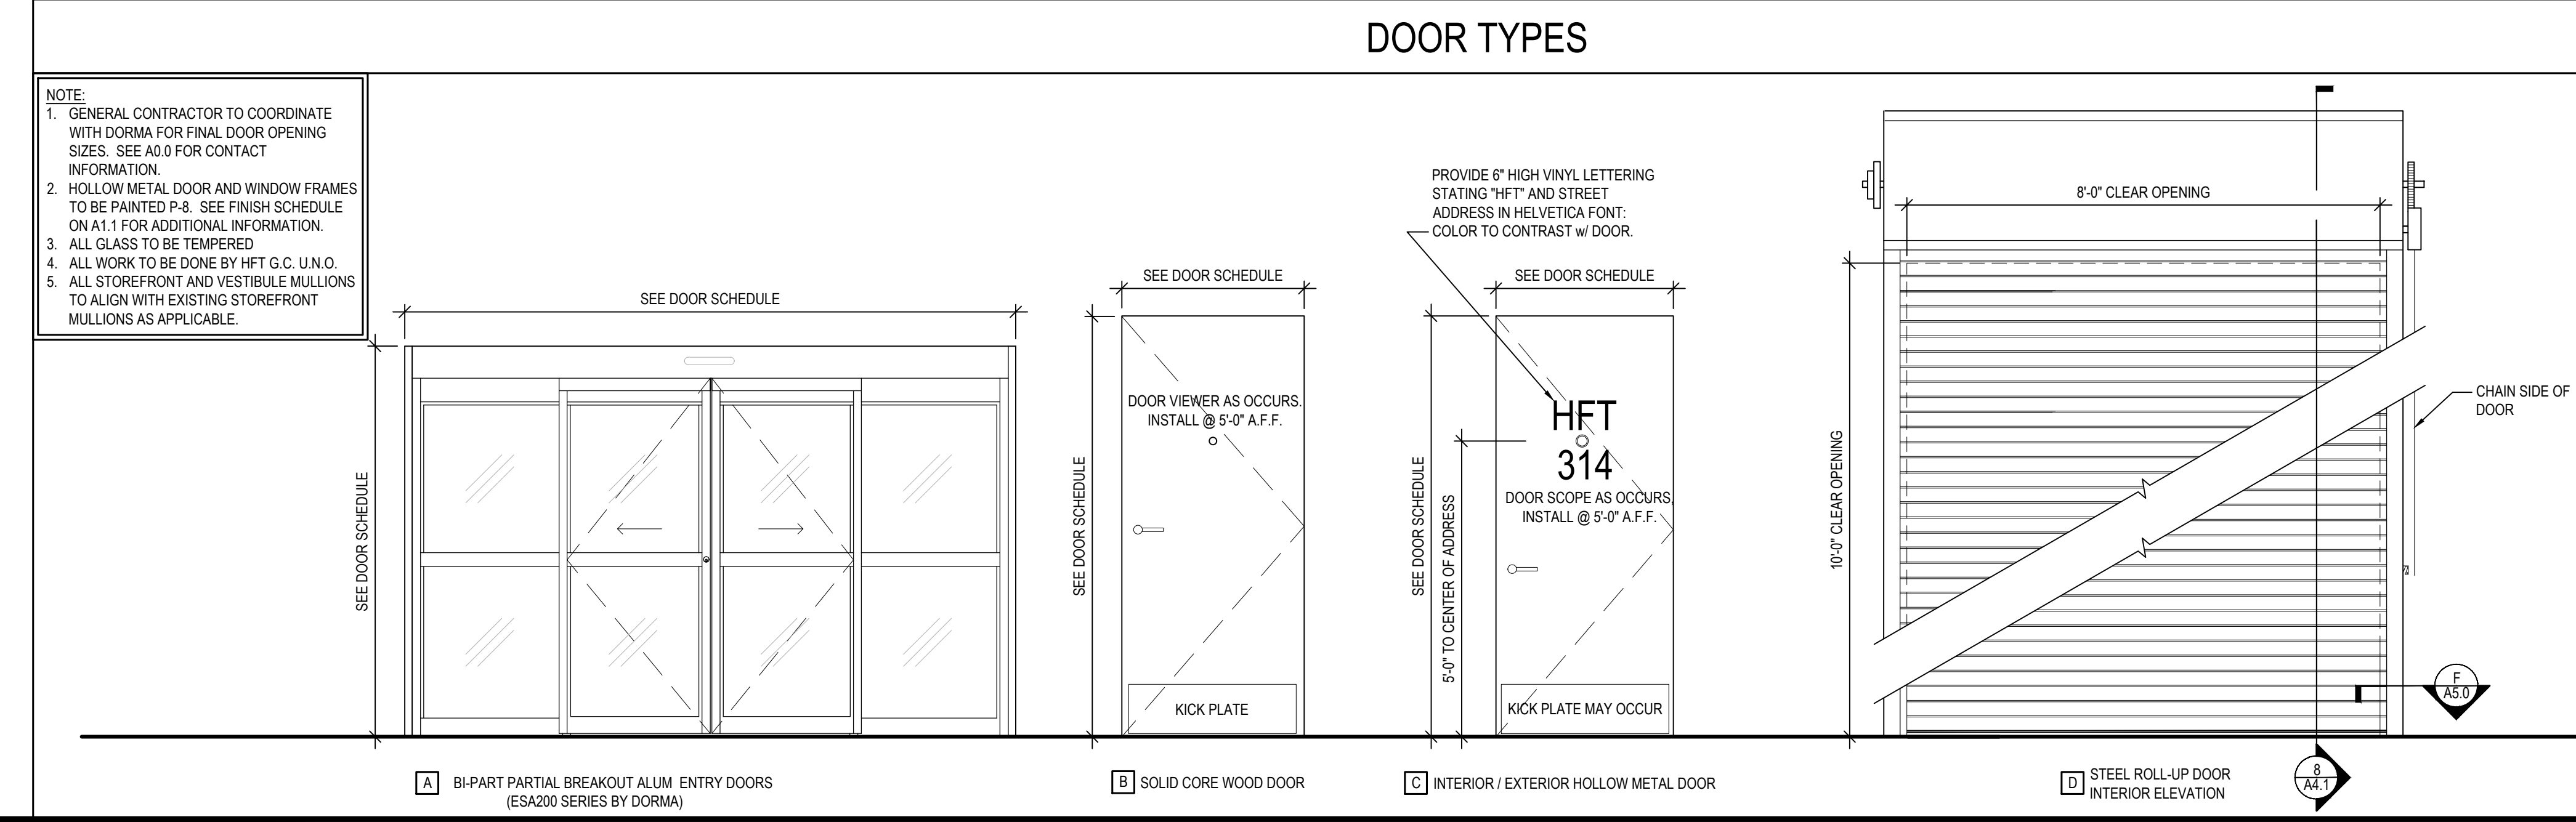 DOOR TYPES
NOTE:
1. GENERAL CONTRACTOR TO COORDINATE
WITH DORMA FOR FINAL DOOR OPENING
SIZES. SEE A0.0 FOR CONTACT
INFORMATION.
2. HOLLOW METAL DOOR AND WINDOW FRAMES
TO BE PAINTED P-8. SEE FINISH SCHEDULE
ON A1.1 FOR ADDITIONAL INFORMATION.
3. ALL GLASS TO BE TEMPERED
4. ALL WORK TO BE DONE BY HFT G.C. U.N.O.
5. ALL STOREFRONT AND VESTIBULE MULLIONS
TO ALIGN WITH EXISTING STOREFRONT
MULLIONS AS APPLICABLE.
SEE DOOR SCHEDULE
SEE DOOR SCHEDULE
A
BI-PART PARTIAL BREAKOUT ALUM ENTRY DOORS
(ESA200 SERIES BY DORMA)
SEE DOOR SCHEDULE
SEE DOOR SCHEDULE
DOOR VIEWER AS OCCURS.
INSTALL @ 5'-0" A.F.F.
KICK PLATE
B
SOLID CORE WOOD DOOR
PROVIDE 6" HIGH VINYL LETTERING
STATING "HFT" AND STREET
ADDRESS IN HELVETICA FONT:
COLOR TO CONTRAST w/ DOOR.
SEE DOOR SCHEDULE
SEE DOOR SCHEDULE
5'-0" TO CENTER OF ADDRESS
HFT
314
DOOR SCOPE AS OCCURS,
INSTALL @ 5'-0" A.F.F.
KICK PLATE MAY OCCUR
C
INTERIOR / EXTERIOR HOLLOW METAL DOOR
8'-0" CLEAR OPENING
10'-0" CLEAR OPENING
CHAIN SIDE OF
DOOR
F
A5.0
D
STEEL ROLL-UP DOOR
INTERIOR ELEVATION
8
A4.1